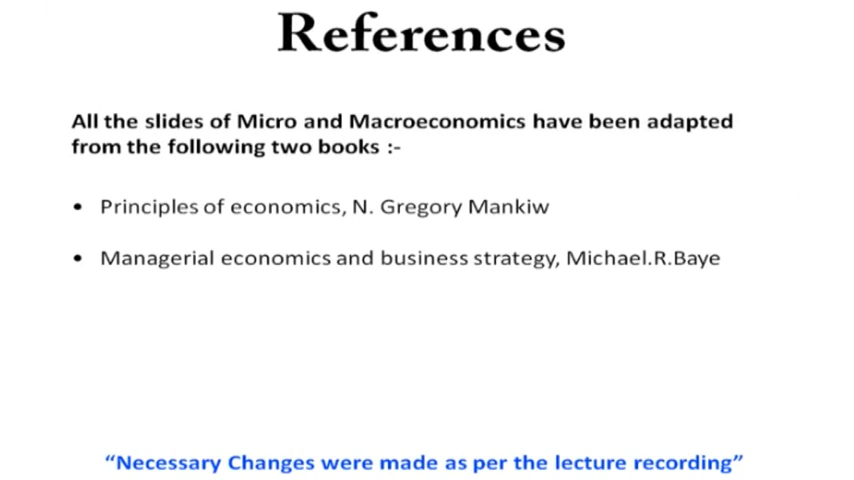 References
All the slides of Micro and Macroeconomics have been adapted
from the following two books :-
• Principles of economics, N. Gregory Mankiw
• Managerial economics and business strategy, Michael.R.Baye
“Necessary Changes were made as per the lecture recording”